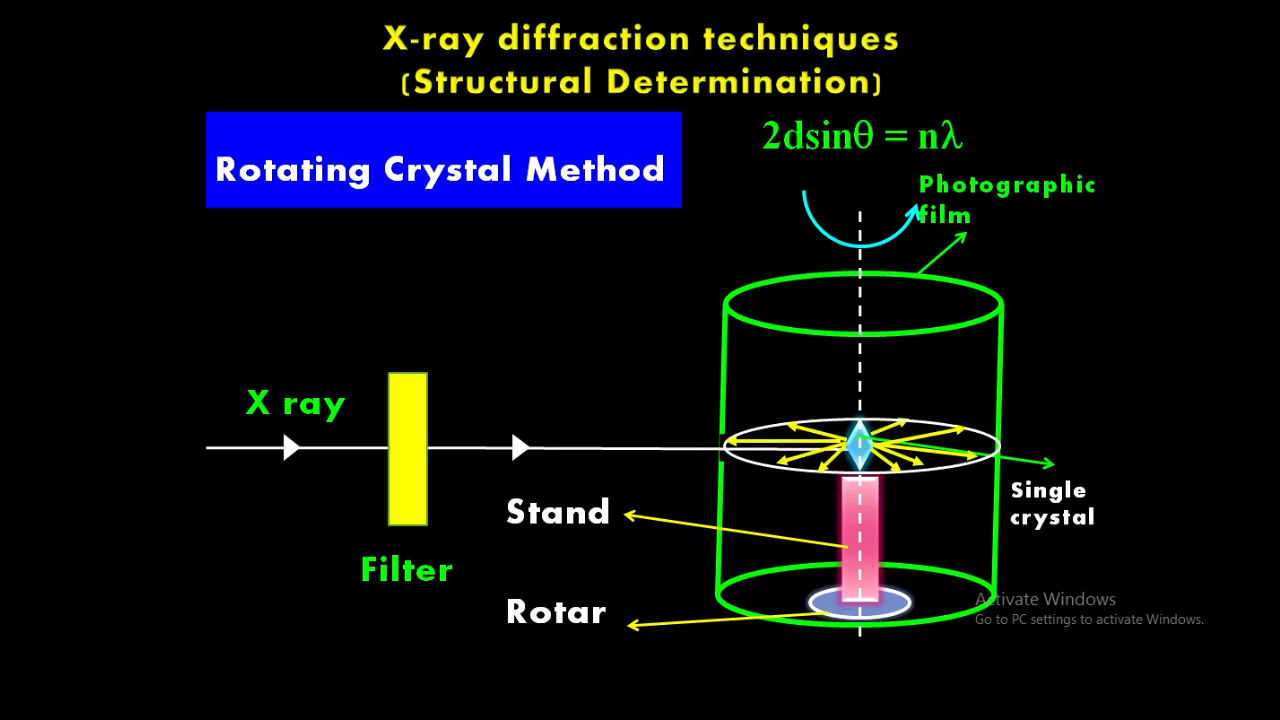 X-ray diffraction techniques
(Structural Determination)
Rotating Crystal Method
2dsinθ = nλ
Photographic
film
X ray
Filter
Stand
Rotar
Single
crystal
Activate Windows
Go to PC settings to activate Windows.